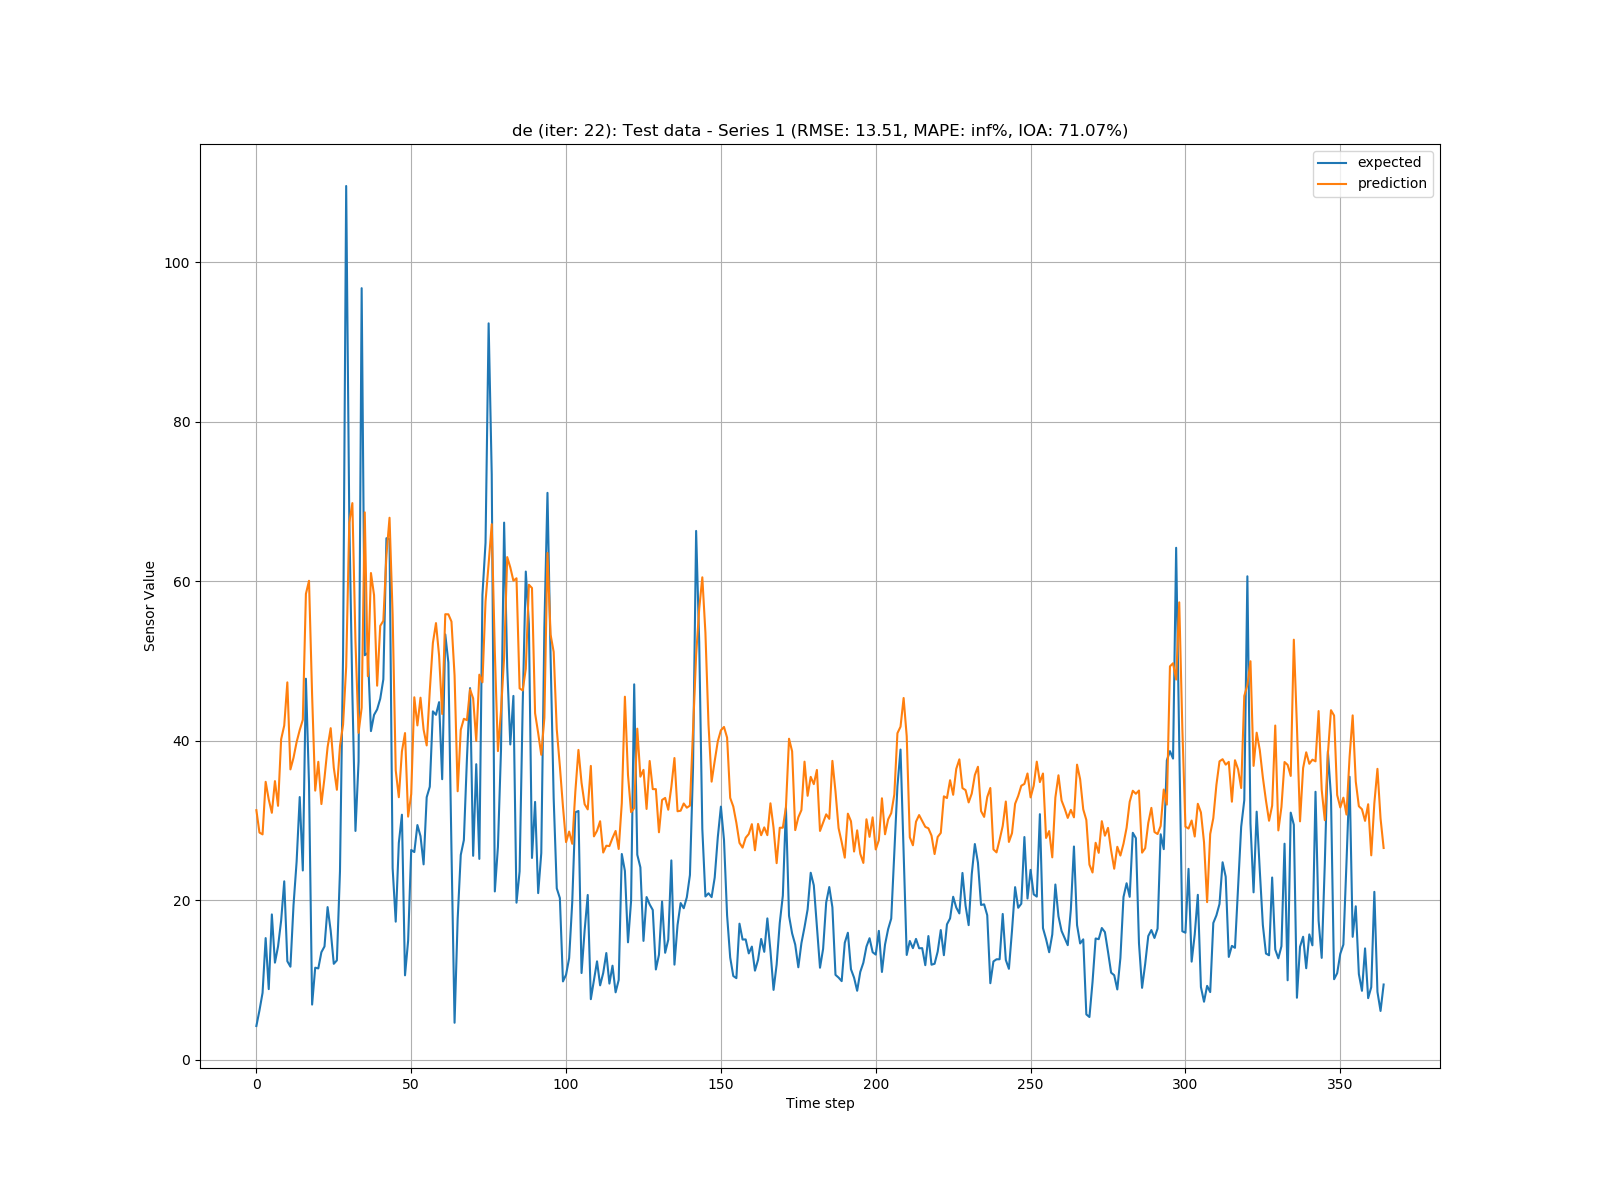 de (iter: 22): Test data - Series 1 (RMSE: 13.51, MAPE: inf%, IOA: 71.07%)
expected
prediction
100
80
60
40
20
0
Sensor Value
0 50 100 150 200 250 300 350
Time step